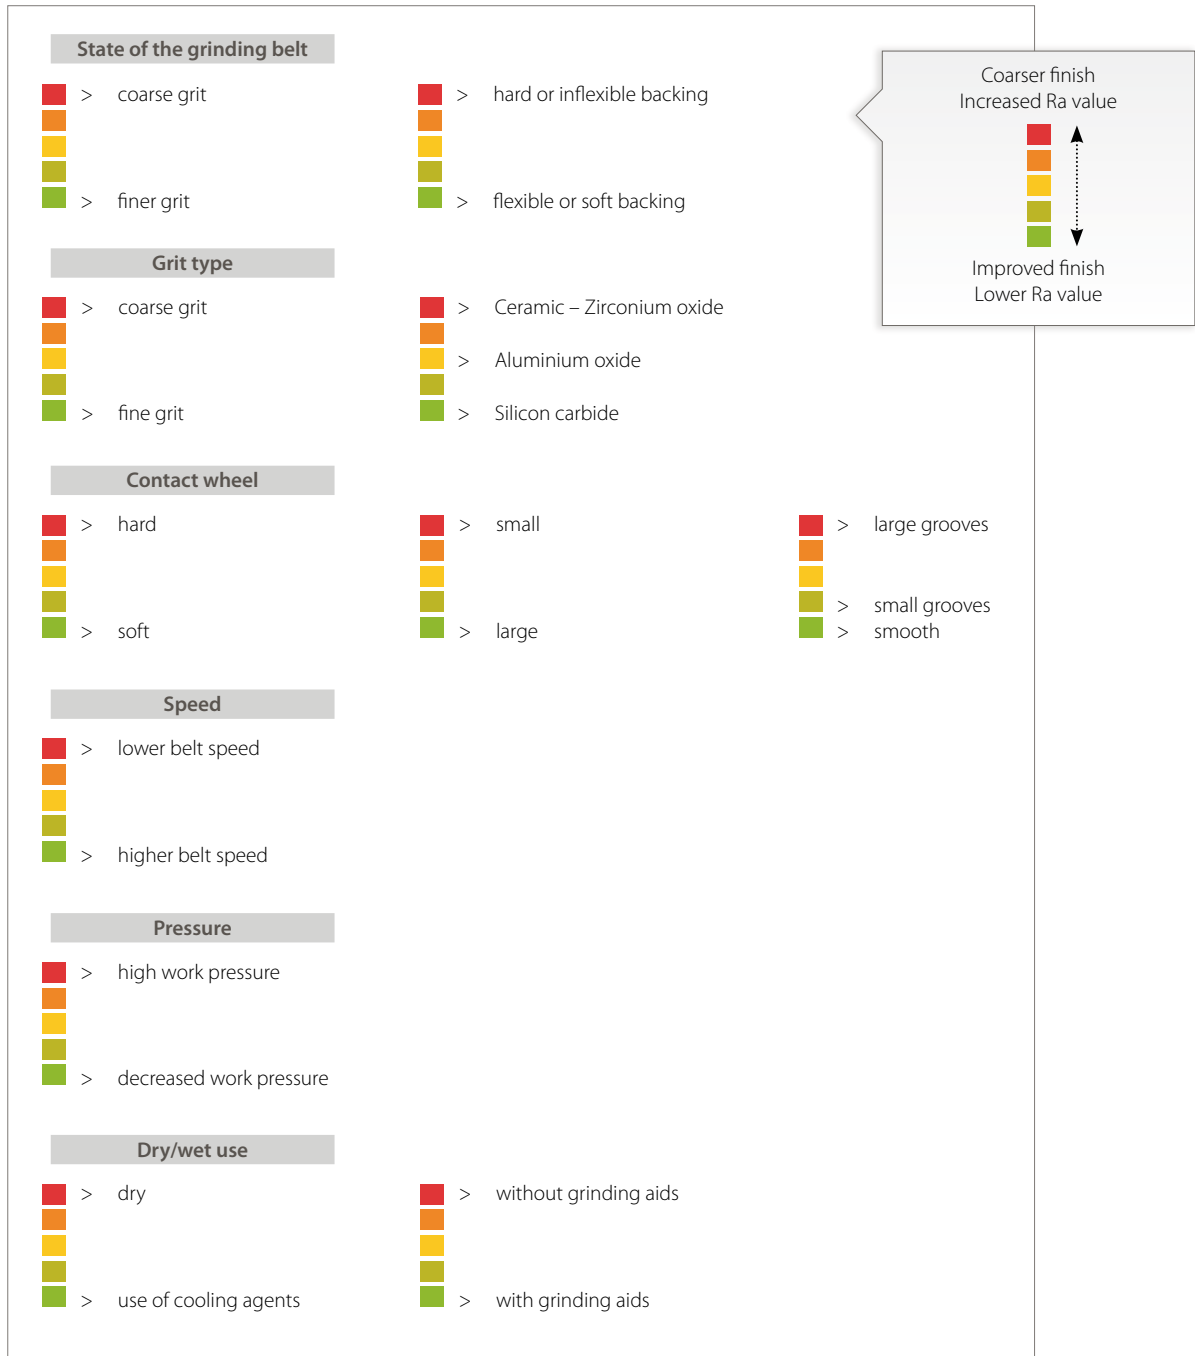 State of the grinding belt
> coarse grit
> hard or inflexible backing
> finer grit
> flexible or soft backing
Coarser finish
Increased Ra value
Improved finish
Lower Ra value
Grit type
> coarse grit
> Ceramic – Zirconium oxide
> Aluminium oxide
> fine grit
> Silicon carbide
Contact wheel
> hard
> small
> large grooves
> small grooves
> soft
> large
> smooth
Speed
> lower belt speed
> higher belt speed
Pressure
> high work pressure
> decreased work pressure
Dry/wet use
> dry
> without grinding aids
> use of cooling agents
> with grinding aids